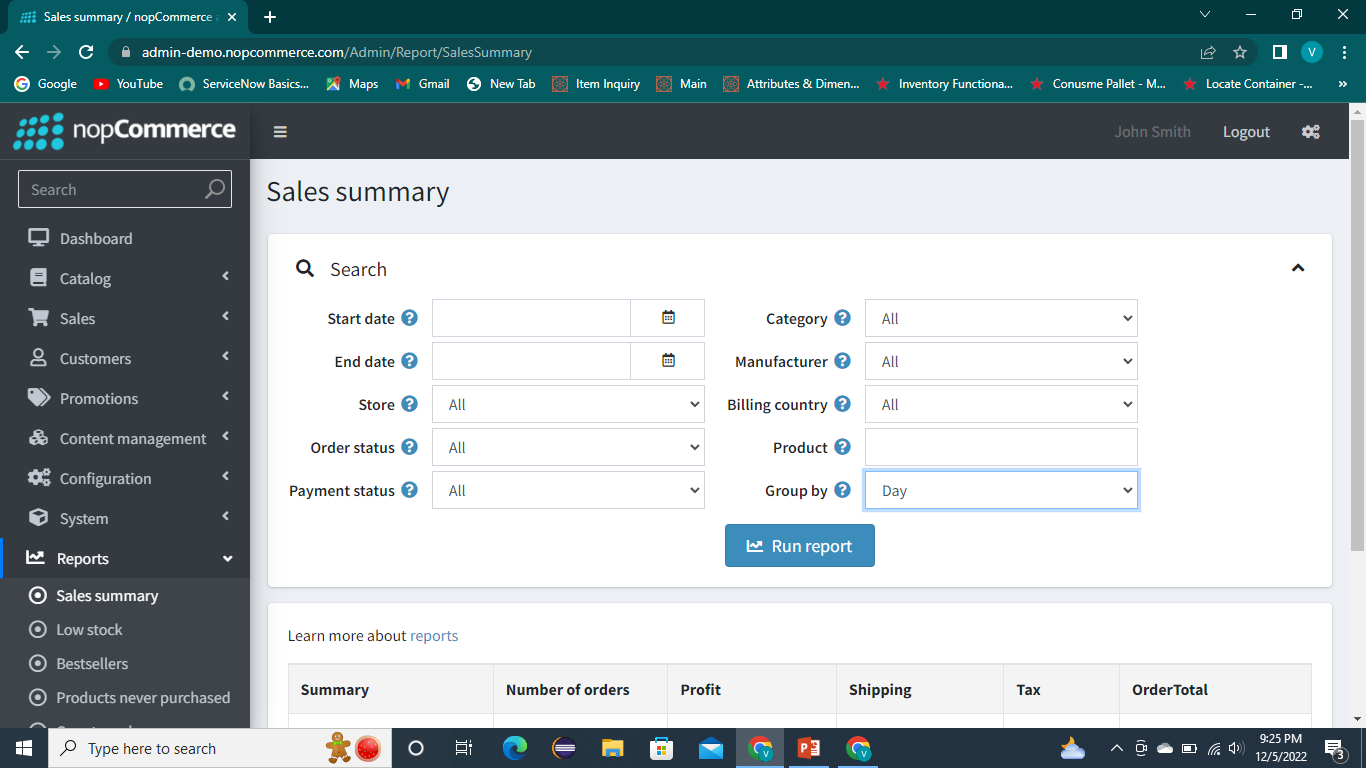 Sales summary / nopCommerce
admin-demo.nopcommerce.com/Admin/Report/SalesSummary
V
Google YouTube ServiceNow Basics... Maps Gmail New Tab Item Inquiry Main Attributes & Dimen... Inventory Functiona... Conusme Pallet - M... Locate Container -... »
nopCommerce
John Smith Logout
Search
Dashboard
Catalog
Sales
Customers
Promotions
Content management
Configuration
System
Reports
Sales summary
Low stock
Bestsellers
Products never purchased
Sales summary
Search
Start date ? Category ? All
End date ? Manufacturer ? All
Store ? All Billing country ? All
Order status ? All Product ?
Payment status ? All Group by ? Day
Run report
Learn more about reports
Summary Number of orders Profit Shipping Tax OrderTotal
Type here to search
9:25 PM
12/5/2022
3